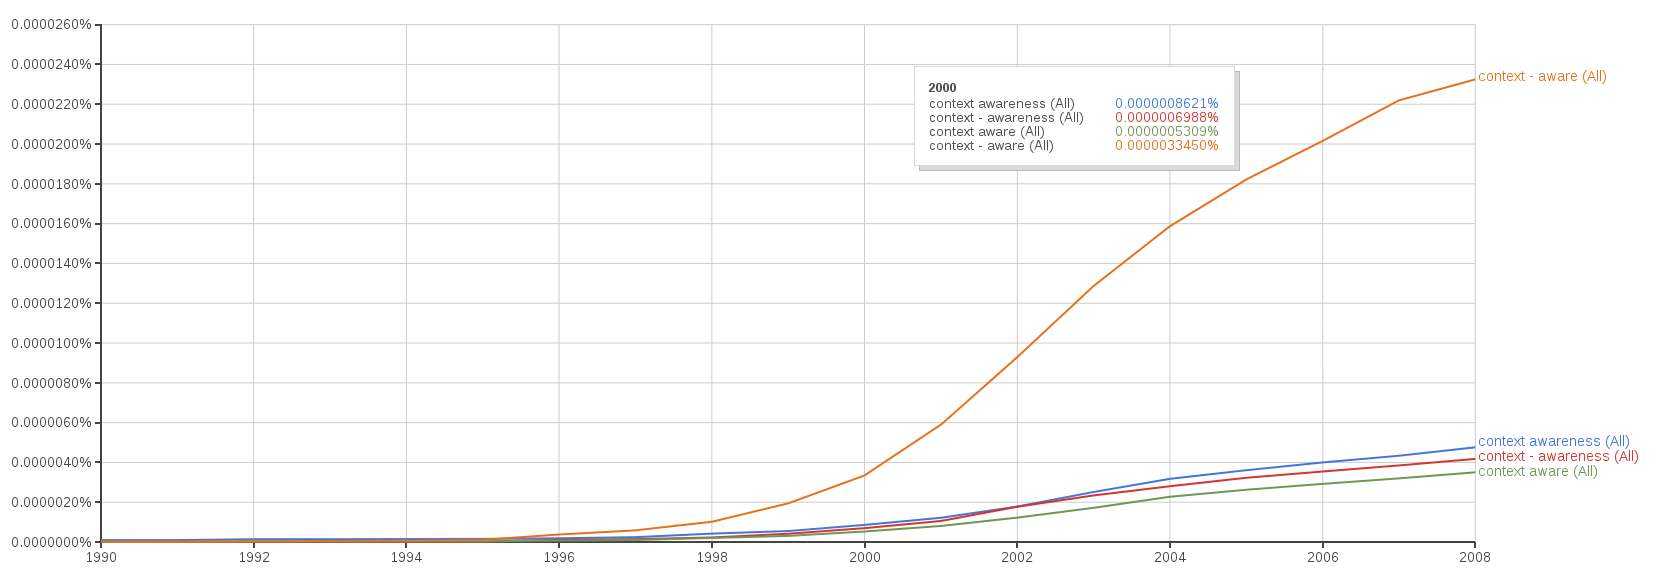 0.0000260%
0.0000240%
0.0000220%
0.0000200%
0.0000180%
0.0000160%
0.0000140%
0.0000120%
0.0000100%
0.0000080%
0.0000060%
0.0000040%
0.0000020%
0.0000000%
1990 1992 1994 1996 1998 2000 2002 2004 2006 2008
2000
context awareness (All) 0.0000008621%
context - awareness (All) 0.0000006988%
context aware (All) 0.0000005309%
context - aware (All) 0.0000033450%
context - aware (All)
context awareness (All)
context - awareness (All)
context aware (All)